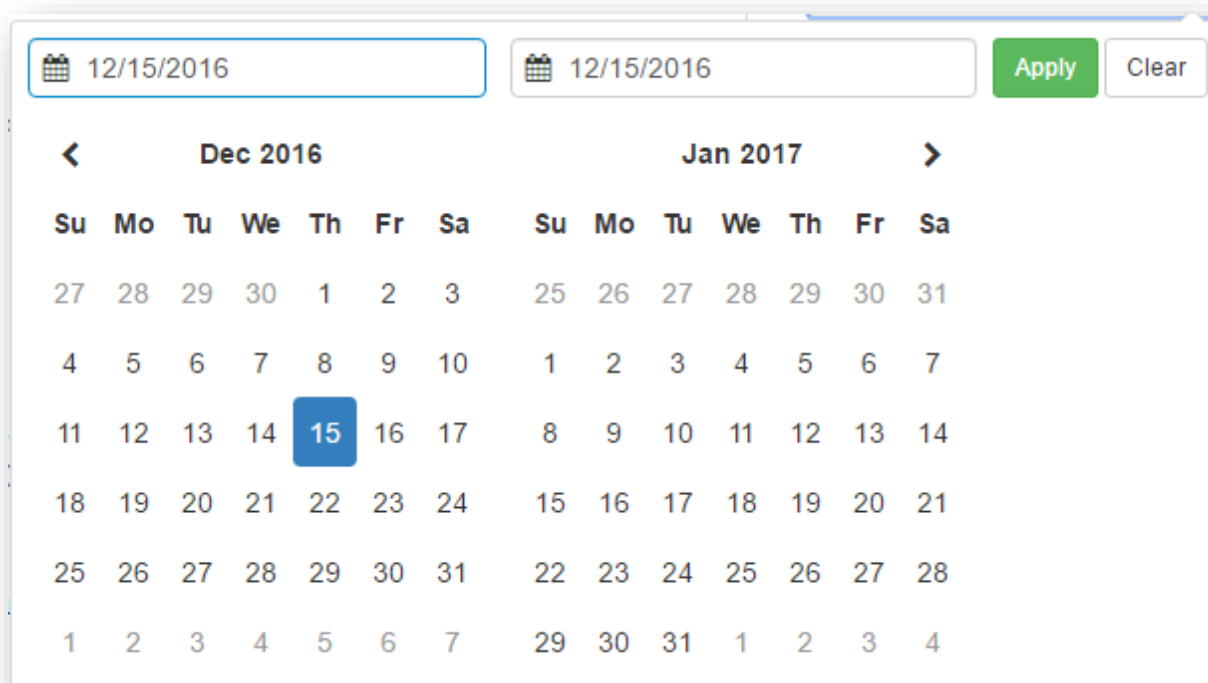 12/15/2016 12/15/2016 Apply Clear
Dec 2016 Jan 2017
Su Mo Tu We Th Fr Sa Su Mo Tu We Th Fr Sa
27 28 29 30 1 2 3 25 26 27 28 29 30 31
4 5 6 7 8 9 10 1 2 3 4 5 6 7
11 12 13 14 15 16 17 8 9 10 11 12 13 14
18 19 20 21 22 23 24 15 16 17 18 19 20 21
25 26 27 28 29 30 31 22 23 24 25 26 27 28
1 2 3 4 5 6 7 29 30 31 1 2 3 4